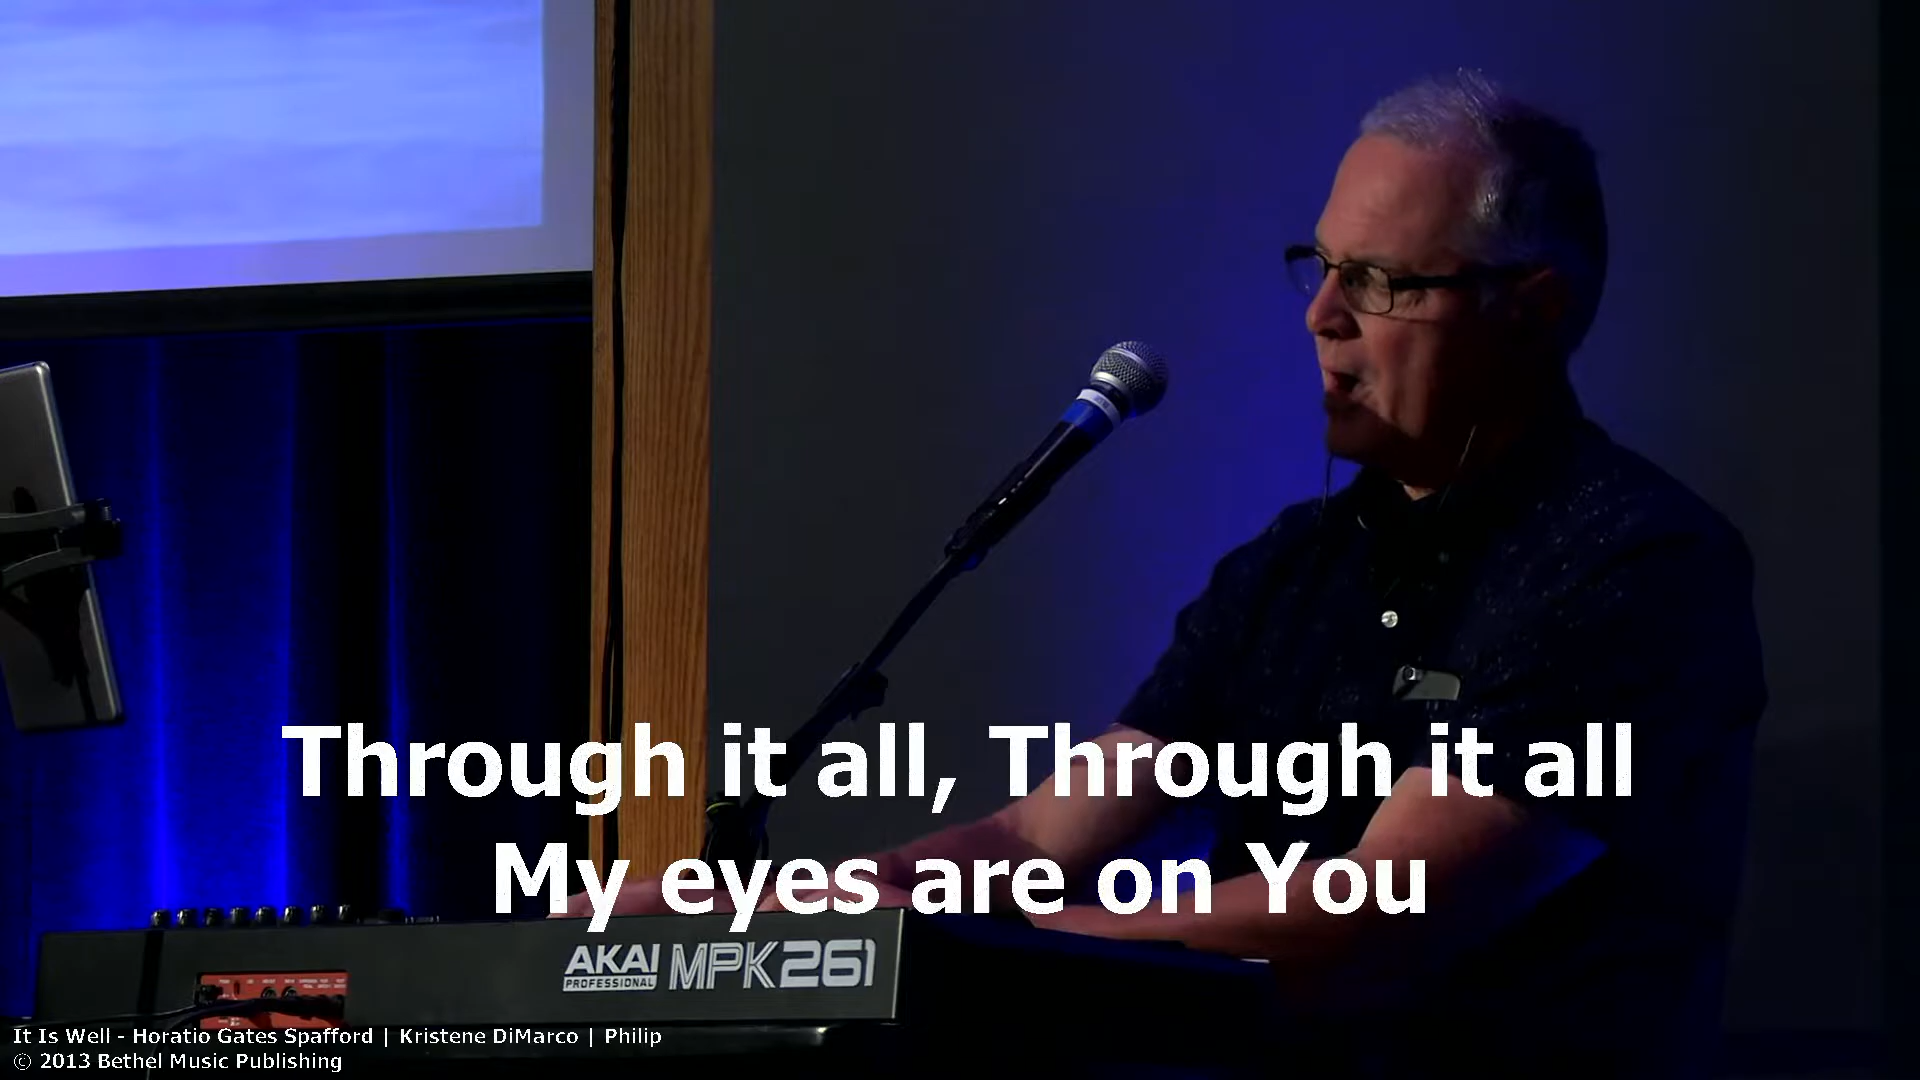 Through it all, Through it all
My eyes are on You
AKAI MPK261
PROFESSIONAL
It Is Well - Horatio Gates Spafford | Kristene DiMarco | Philip
© 2013 Bethel Music Publishing